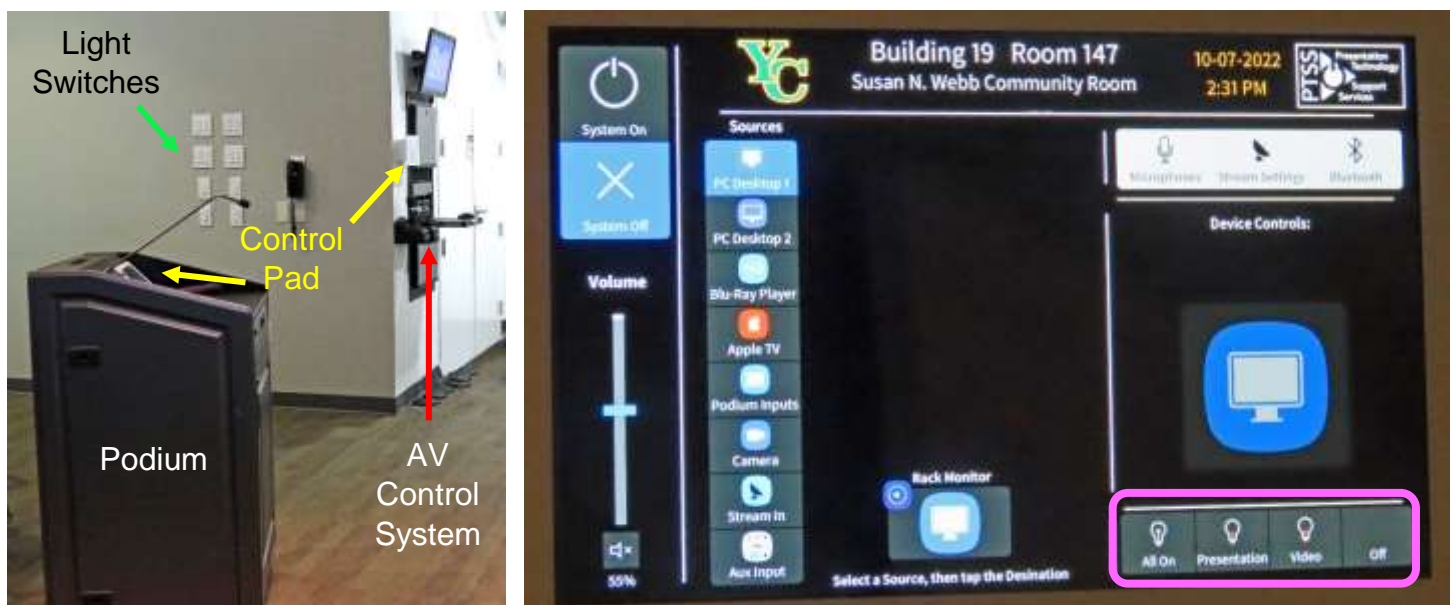 Light
Switches
Control
Pad
Podium
AV
Control
System
System On
System Off
Volume
55%
YC
Building 19 Room 147
Susan N. Webb Community Room
10-07-2022
2:31 PM
PTSS
Presentation
Technology
Support
Services
Sources
PC Desktop 1
PC Desktop 2
Blu-Ray Player
Apple TV
Podium Inputs
Camera
Stream In
Aux Input
Rack Monitor
Select a Source, then tap the Desination
Microphones Stream Settings Bluetooth
Device Controls:
All On Presentation Video Off